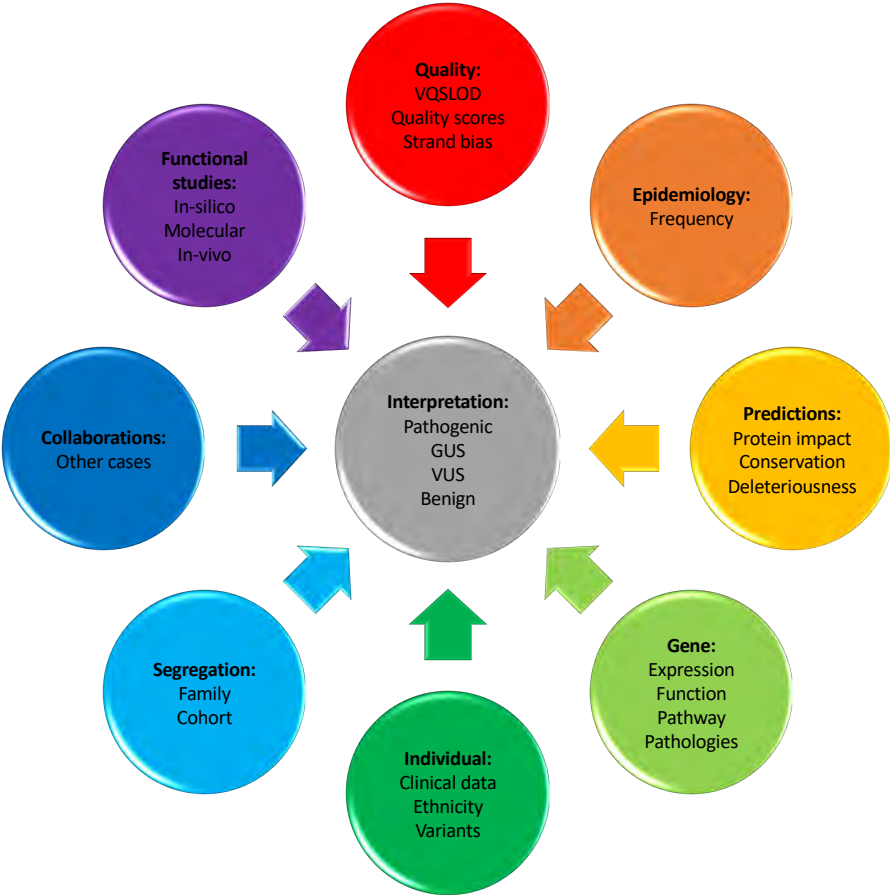 Quality:
VQSLOD
Quality scores
Strand bias
Functional
studies:
In-silico
Molecular
In-vivo
Epidemiology:
Frequency
Collaborations:
Other cases
Interpretation:
Pathogenic
GUS
VUS
Benign
Predictions:
Protein impact
Conservation
Deleteriousness
Segregation:
Family
Cohort
Gene:
Expression
Function
Pathway
Pathologies
Individual:
Clinical data
Ethnicity
Variants